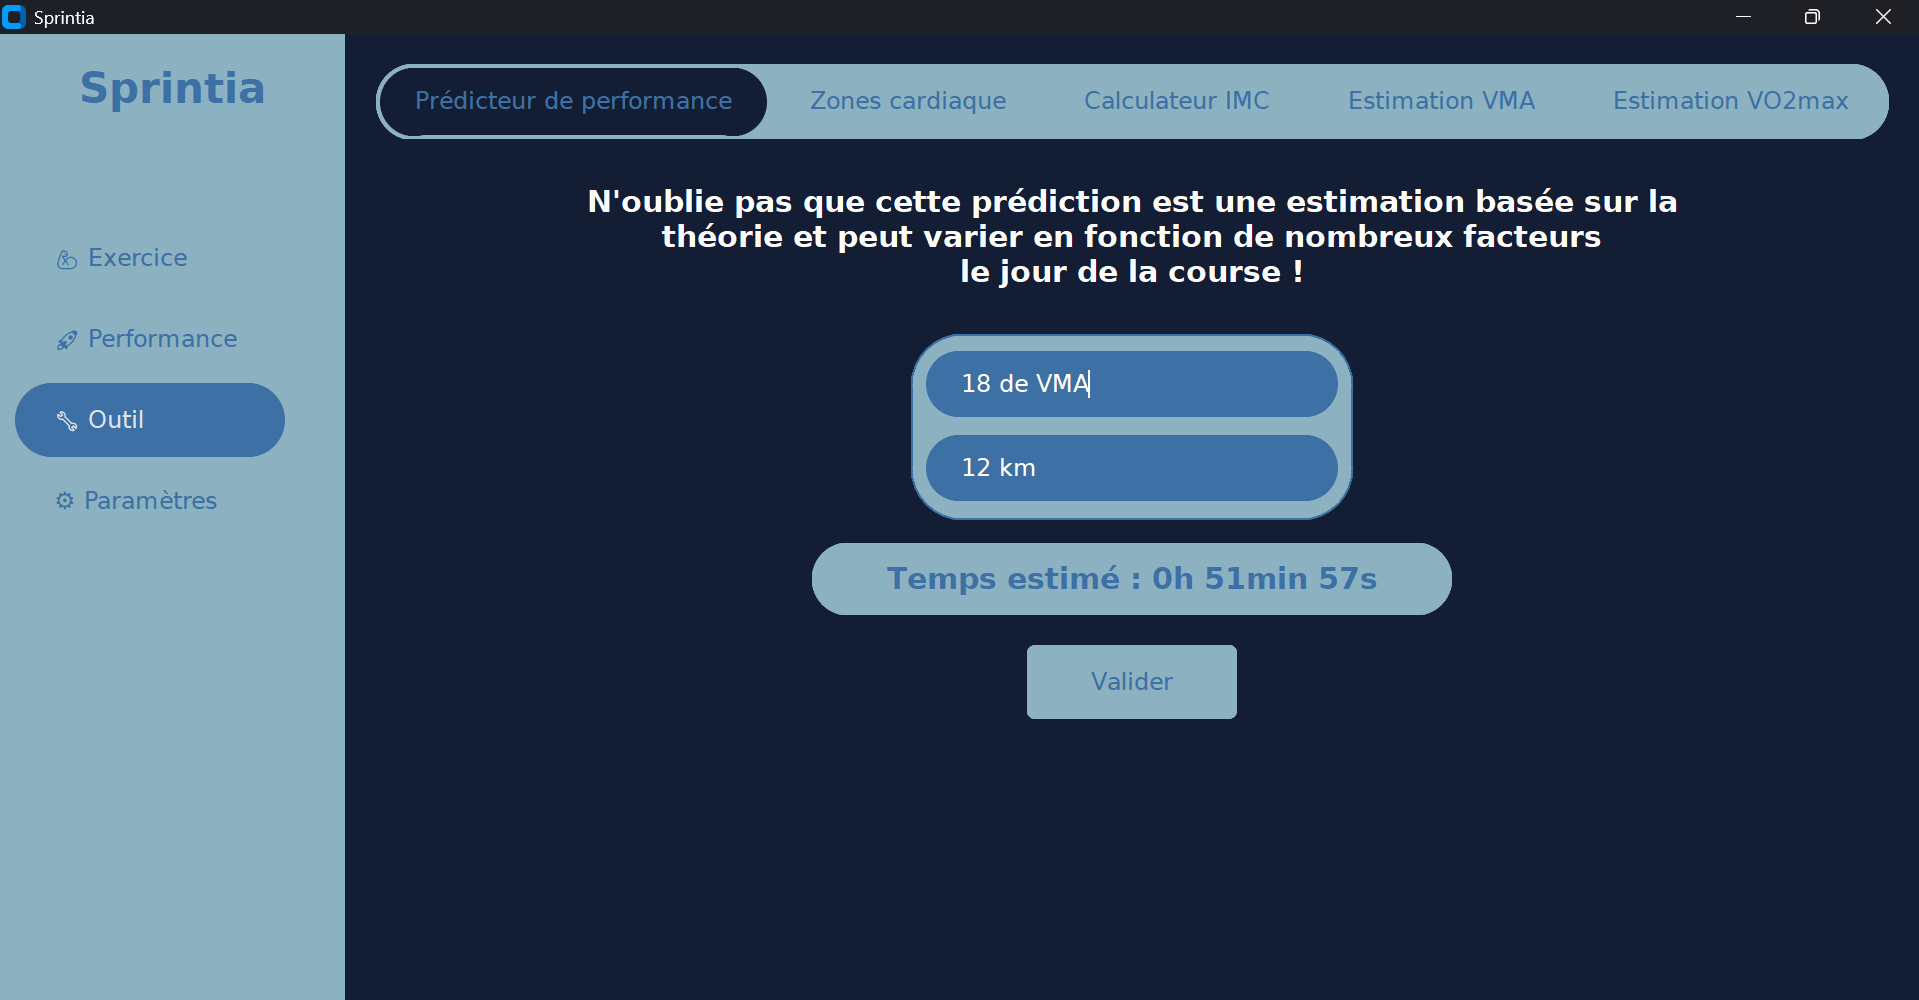 Sprintia
Sprintia
Prédicteur de performance
Zones cardiaque
Calculateur IMC
Estimation VMA
Estimation VO2max
Exercice
Performance
Outil
Paramètres
N'oublie pas que cette prédiction est une estimation basée sur la
théorie et peut varier en fonction de nombreux facteurs
le jour de la course !
18 de VMA
12 km
Temps estimé : 0h 51min 57s
Valider